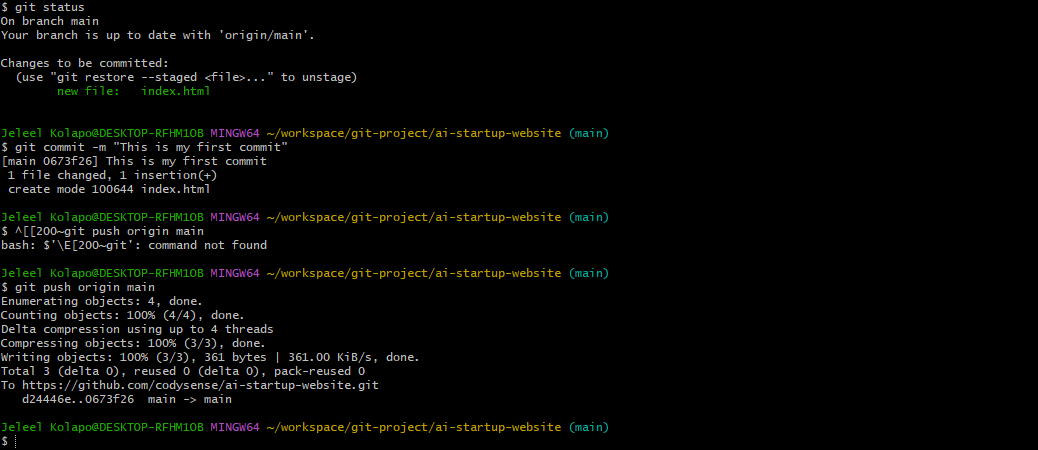 $ git status
On branch main
Your branch is up to date with 'origin/main'.
Changes to be committed:
  (use "git restore --staged <file>..." to unstage)
        new file:   index.html
Jeleel Kolapo@DESKTOP-RFHM1OB MINGW64 ~/workspace/git-project/ai-startup-website (main)
$ git commit -m "This is my first commit"
[main 0673f26] This is my first commit
 1 file changed, 1 insertion(+)
 create mode 100644 index.html
Jeleel Kolapo@DESKTOP-RFHM1OB MINGW64 ~/workspace/git-project/ai-startup-website (main)
$ ^[[200~git push origin main
bash: $'\E[200~git': command not found
Jeleel Kolapo@DESKTOP-RFHM1OB MINGW64 ~/workspace/git-project/ai-startup-website (main)
$ git push origin main
Enumerating objects: 4, done.
Counting objects: 100% (4/4), done.
Delta compression using up to 4 threads
Compressing objects: 100% (3/3), done.
Writing objects: 100% (3/3), 361 bytes | 361.00 KiB/s, done.
Total 3 (delta 0), reused 0 (delta 0), pack-reused 0
To https://github.com/codysense/ai-startup-website.git
   d24446e..0673f26  main -> main
Jeleel Kolapo@DESKTOP-RFHM1OB MINGW64 ~/workspace/git-project/ai-startup-website (main)
$